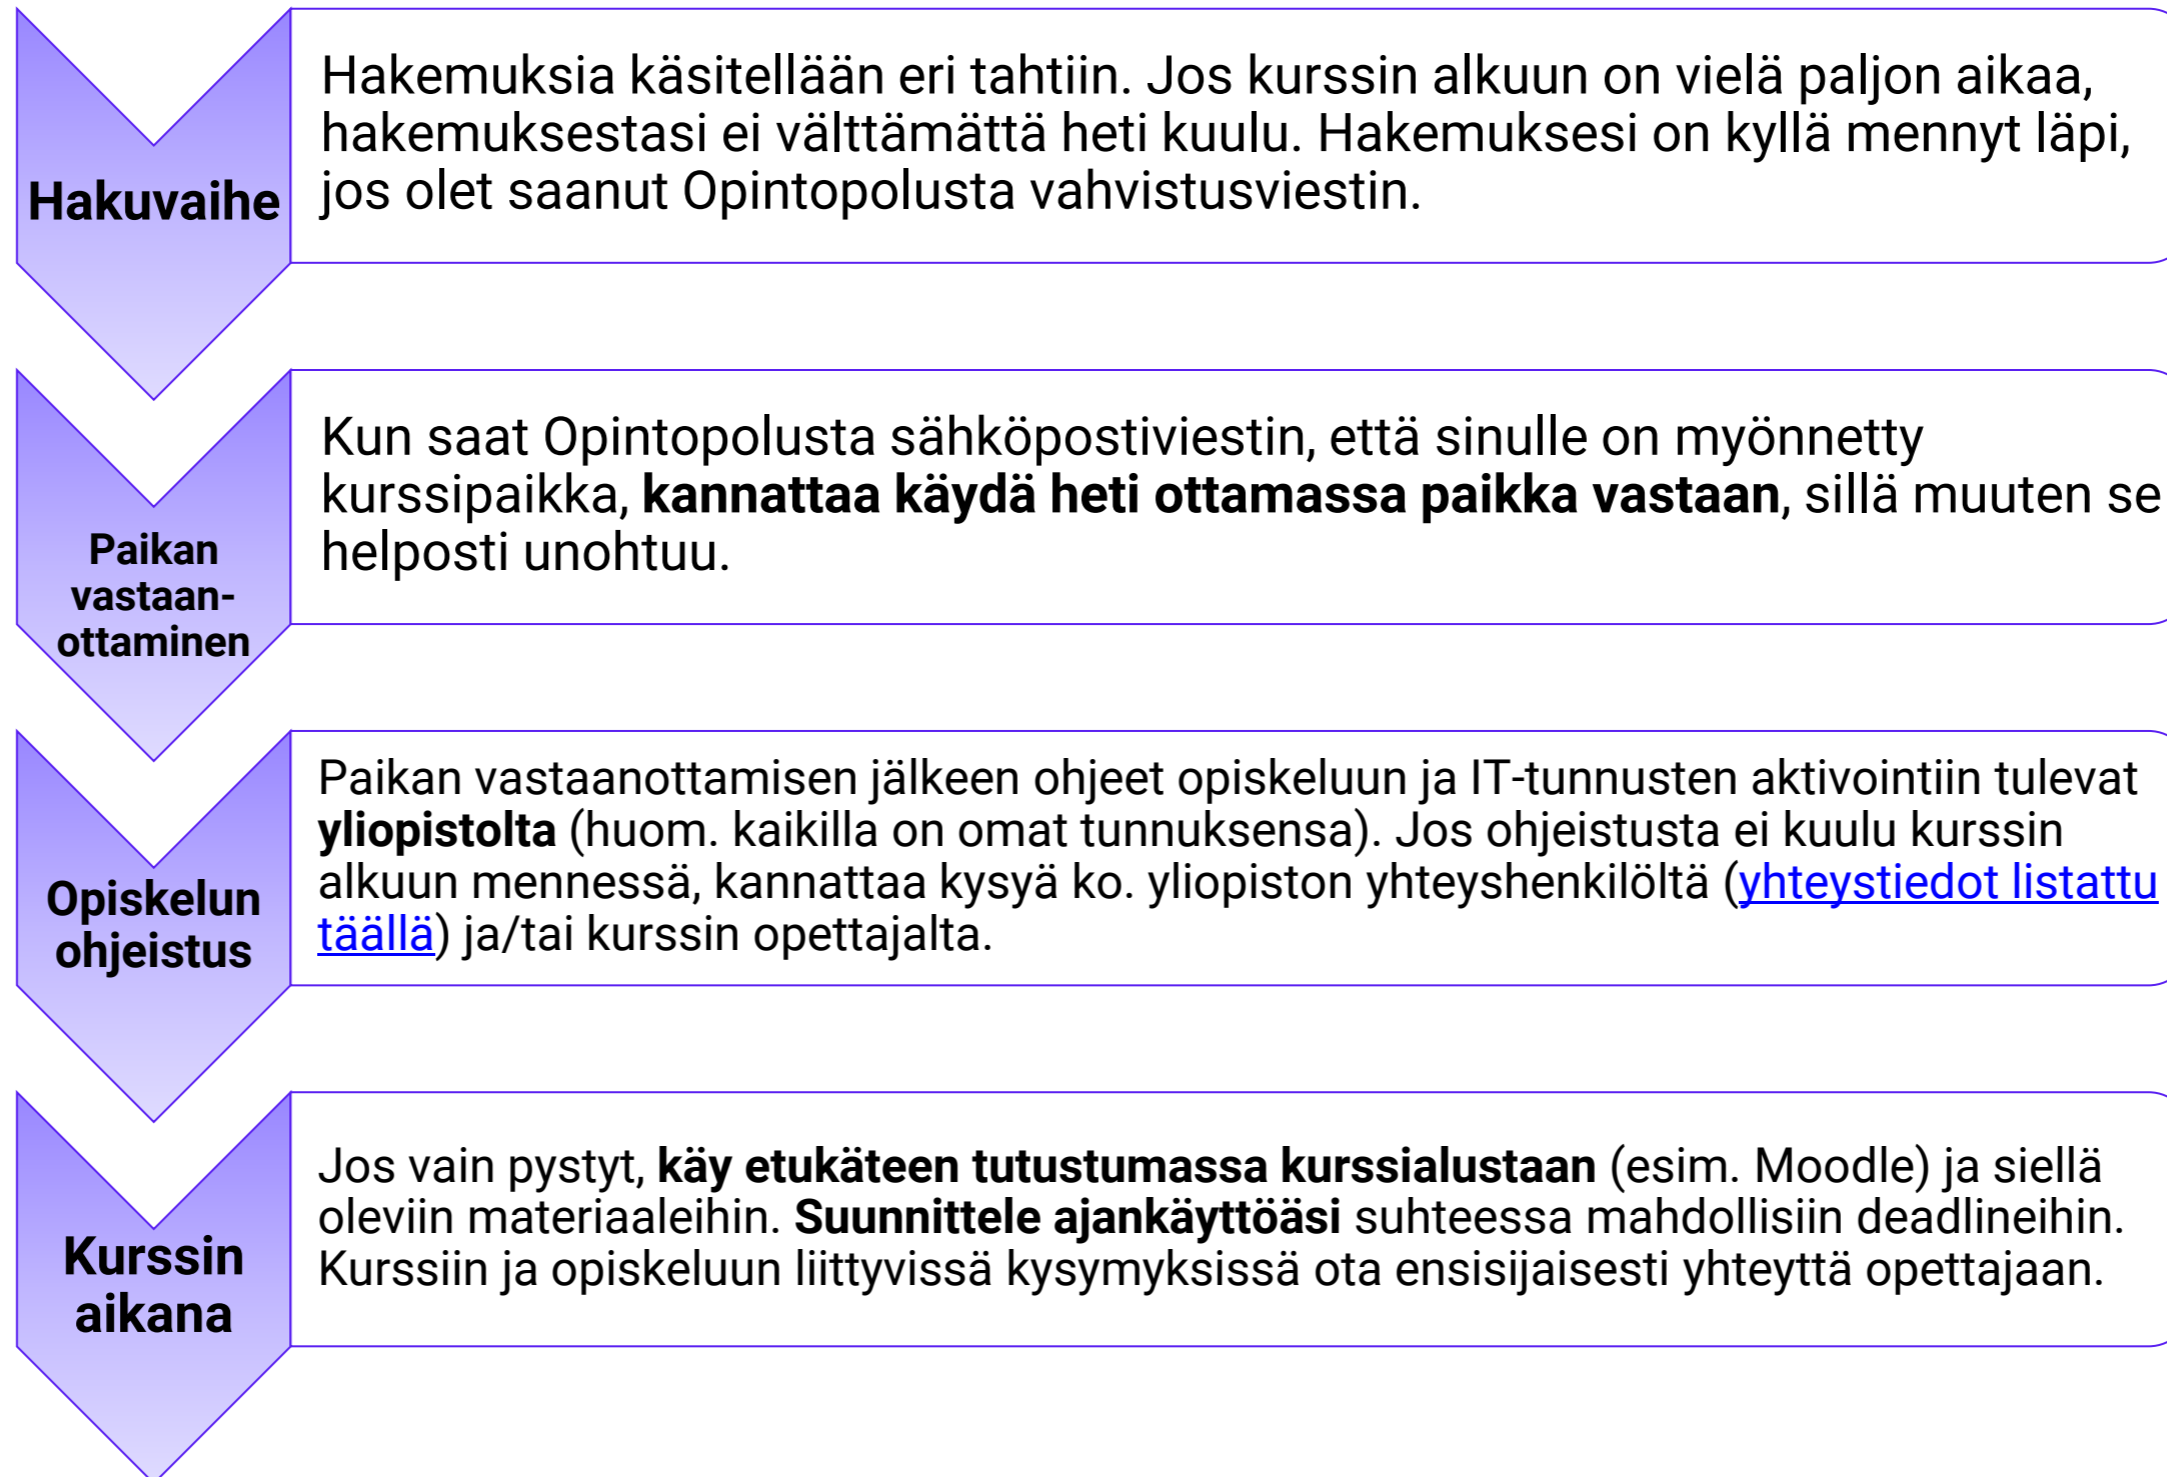 Hakuvaihe
Hakemuksia käsitellään eri tahtiin. Jos kurssin alkuun on vielä paljon aikaa,
hakemuksestasi ei välttämättä heti kuulu. Hakemuksesi on kyllä mennyt läpi,
jos olet saanut Opintopolusta vahvistusviestin.
Paikan
vastaan-
ottaminen
Kun saat Opintopolusta sähköpostiviestin, että sinulle on myönnetty
kurssipaikka, kannattaa käydä heti ottamassa paikka vastaan, sillä muuten se
helposti unohtuu.
Opiskelun
ohjeistus
Paikan vastaanottamisen jälkeen ohjeet opiskeluun ja IT-tunnusten aktivointiin tulevat
yliopistolta (huom. kaikilla on omat tunnuksensa). Jos ohjeistusta ei kuulu kurssin
alkuun mennessä, kannattaa kysyä ko. yliopiston yhteyshenkilöltä (yhteystiedot listattu
täällä) ja/tai kurssin opettajalta.
Kurssin
aikana
Jos vain pystyt, käy etukäteen tutustumassa kurssialustaan (esim. Moodle) ja siellä
oleviin materiaaleihin. Suunnittele ajankäyttöäsi suhteessa mahdollisiin deadlineihin.
Kurssiin ja opiskeluun liittyvissä kysymyksissä ota ensisijaisesti yhteyttä opettajaan.